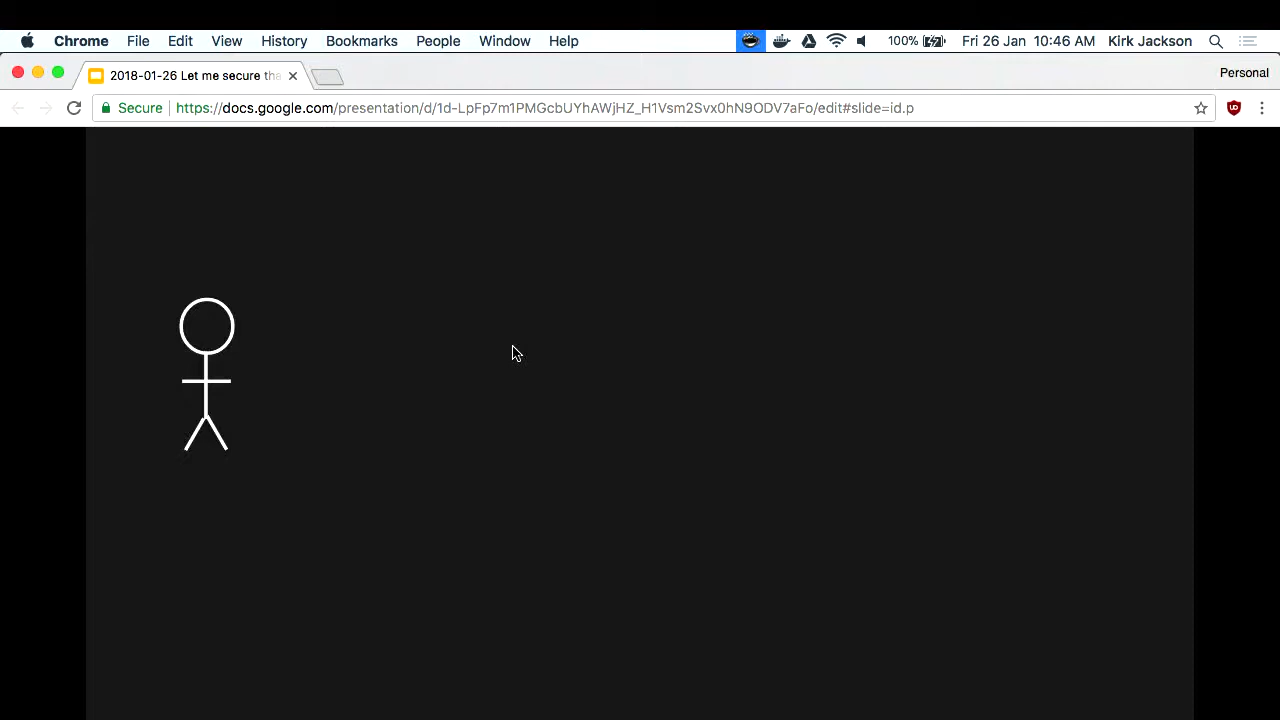 Chrome File Edit View History Bookmarks People Window Help 100% Fri 26 Jan 10:46 AM Kirk Jackson
2018-01-26 Let me secure tha Personal
Secure https://docs.google.com/presentation/d/1d-LpFp7m1PMGcbUYhAWjHZ_H1Vsm2Svx0hN9ODV7aFo/edit#slide=id.p